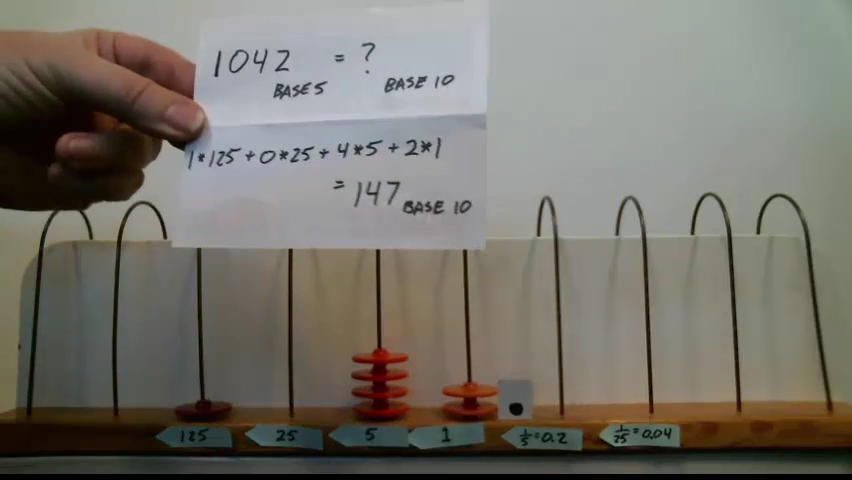 1042 = ?
BASE 5 BASE 10
1*125 + 0*25 + 4*5 + 2*1
= 147 BASE 10
125 25 5 1 1/5 = 0.2 1/25 = 0.04